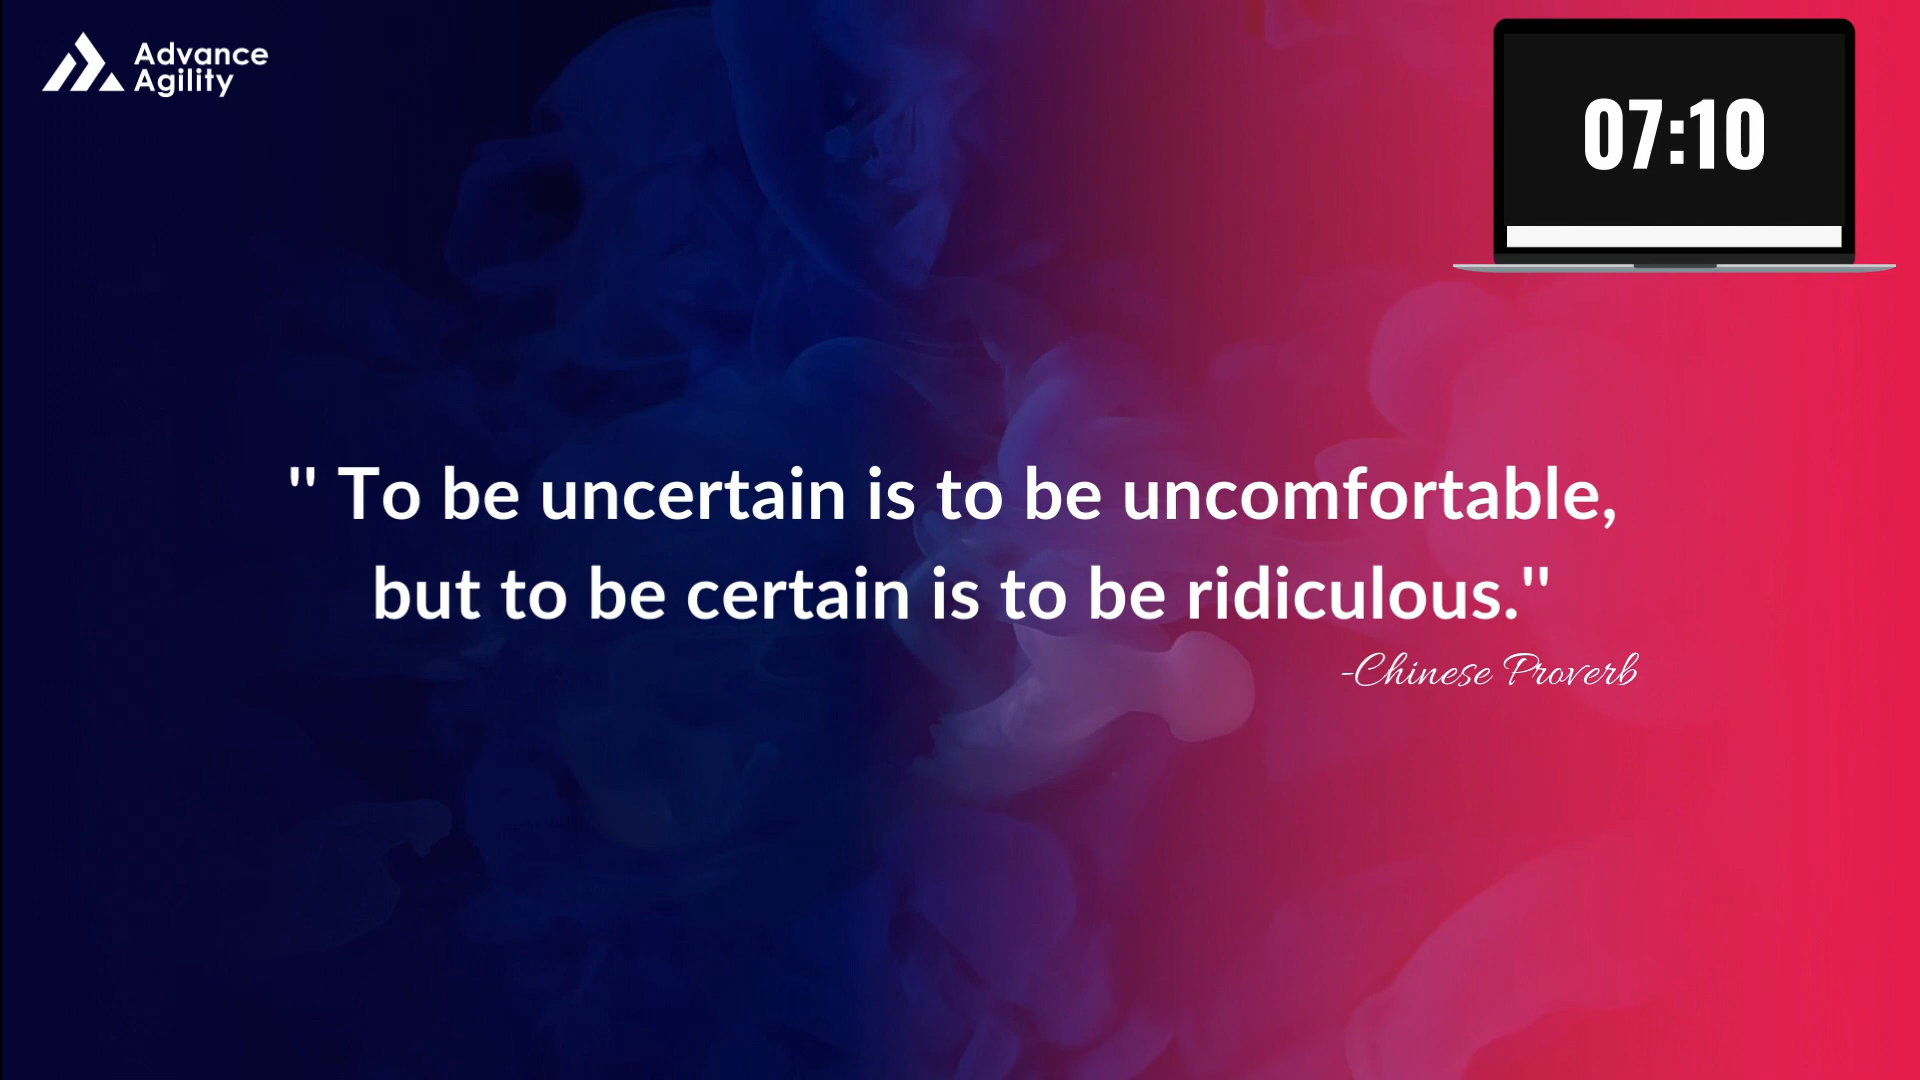 Advance
Agility
07:10
" To be uncertain is to be uncomfortable,
but to be certain is to be ridiculous."
-Chinese Proverb